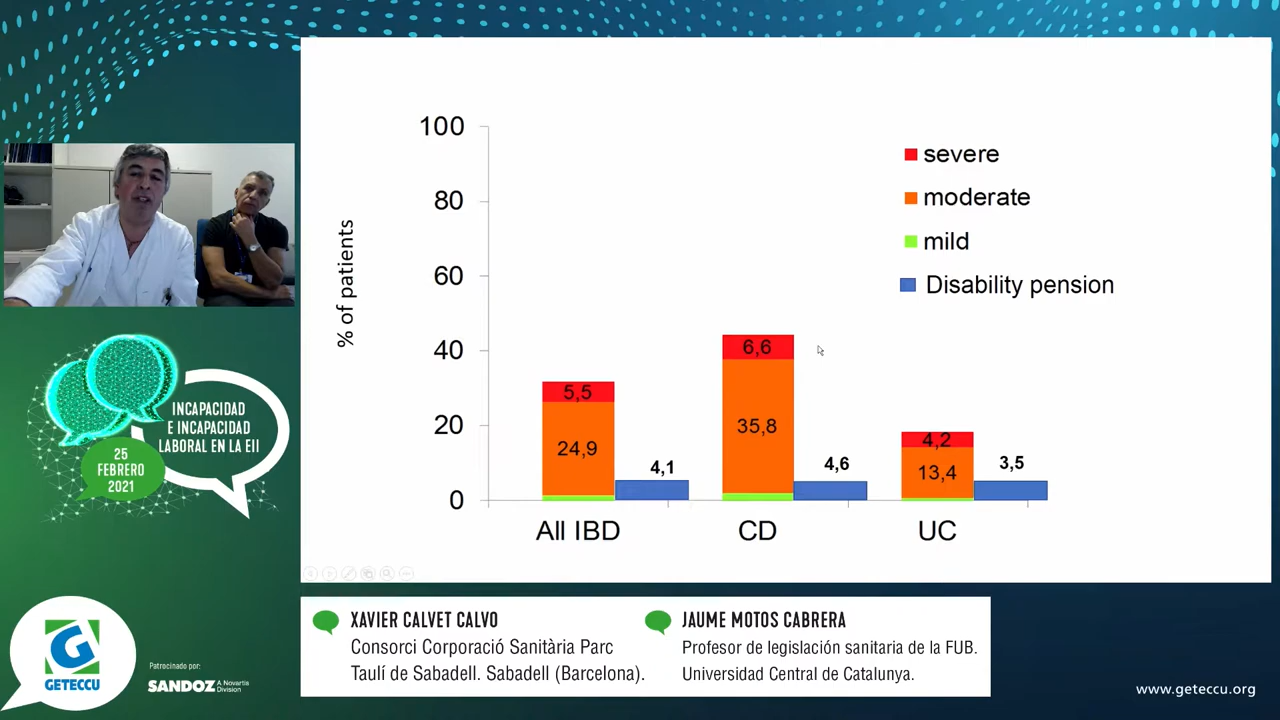 100
80
60
40
20
0
% of patients
severe
moderate
mild
Disability pension
5,5
24,9
4,1
6,6
35,8
4,6
4,2
13,4
3,5
All IBD
CD
UC
INCAPACIDAD
E INCAPACIDAD
LABORAL EN LA EII
25
FEBRERO
2021
G
GETECCU
Patrocinado por:
SANDOZ A Novartis
Division
XAVIER CALVET CALVO
Consorci Corporació Sanitària Parc
Taulí de Sabadell. Sabadell (Barcelona).
JAUME MOTOS CABRERA
Profesor de legislación sanitaria de la FUB.
Universidad Central de Catalunya.
www.geteccu.org